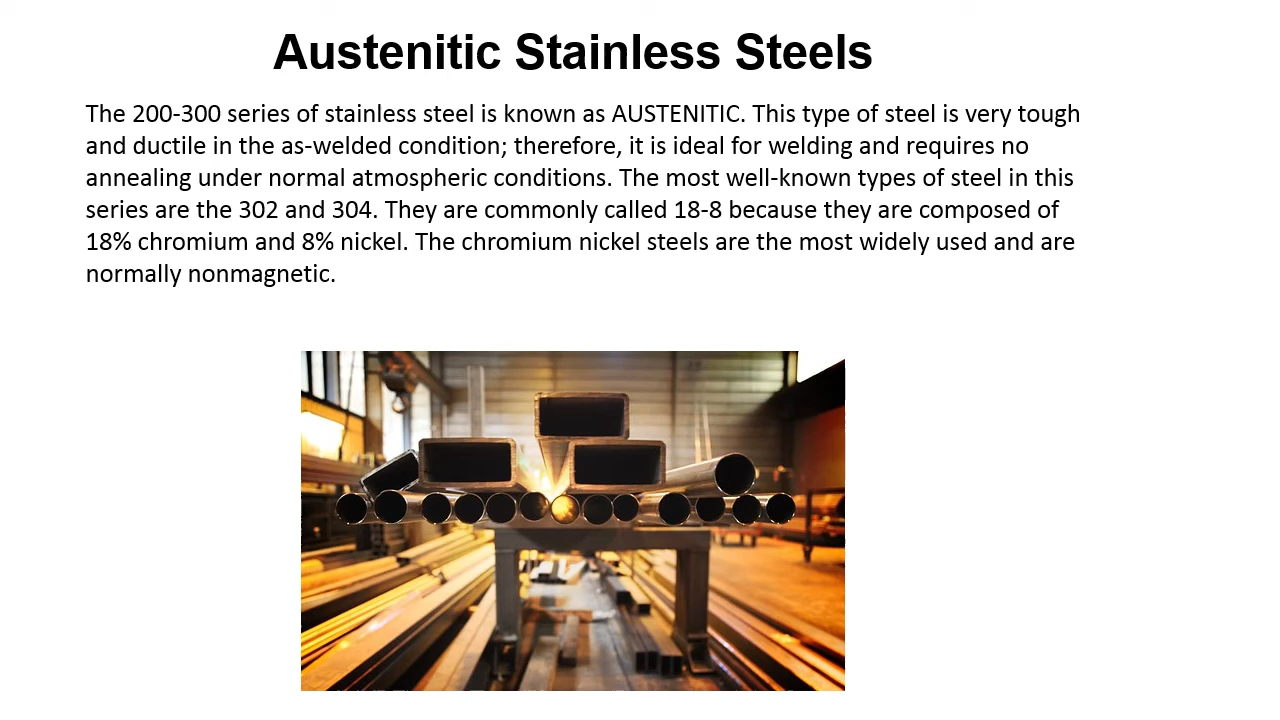 Austenitic Stainless Steels
The 200-300 series of stainless steel is known as AUSTENITIC. This type of steel is very tough
and ductile in the as-welded condition; therefore, it is ideal for welding and requires no
annealing under normal atmospheric conditions. The most well-known types of steel in this
series are the 302 and 304. They are commonly called 18-8 because they are composed of
18% chromium and 8% nickel. The chromium nickel steels are the most widely used and are
normally nonmagnetic.